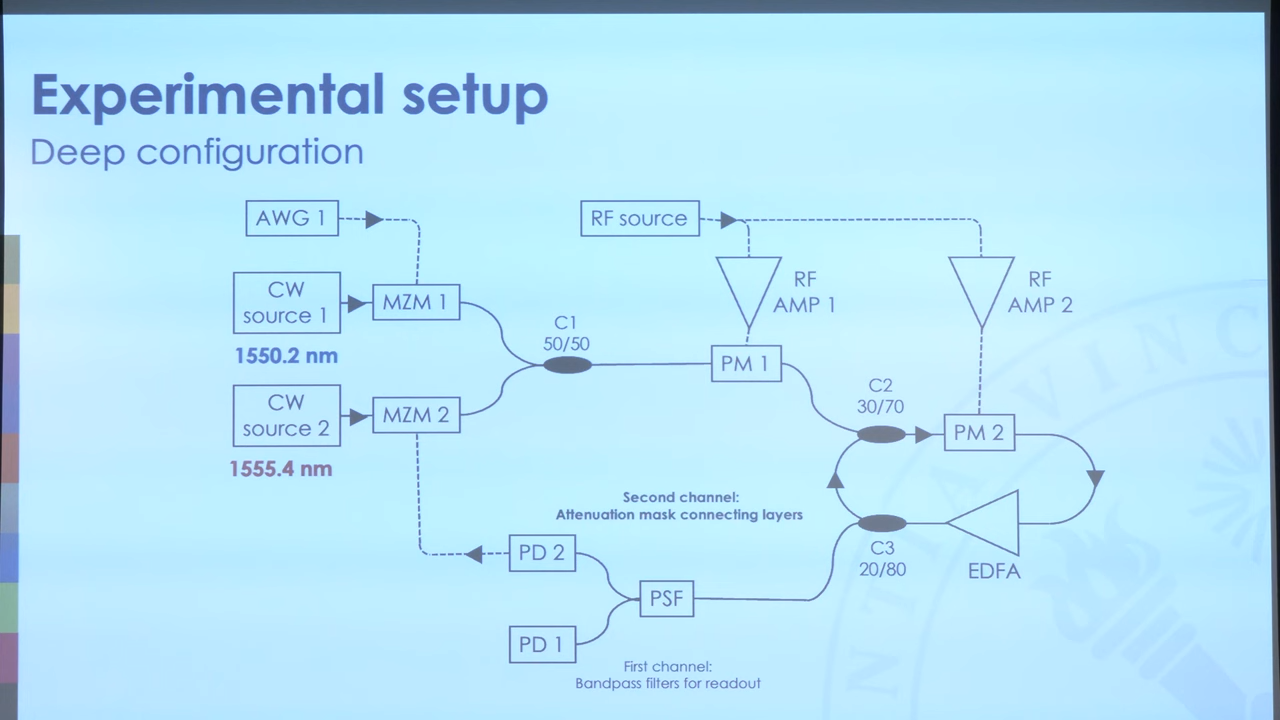 Experimental setup
Deep configuration
AWG 1
RF source
CW
source 1
MZM 1
1550.2 nm
C1
50/50
RF
AMP 1
RF
AMP 2
PM 1
CW
source 2
MZM 2
1555.4 nm
C2
30/70
PM 2
Second channel:
Attenuation mask connecting layers
C3
20/80
EDFA
PD 2
PSF
PD 1
First channel:
Bandpass filters for readout
NTIA VINC